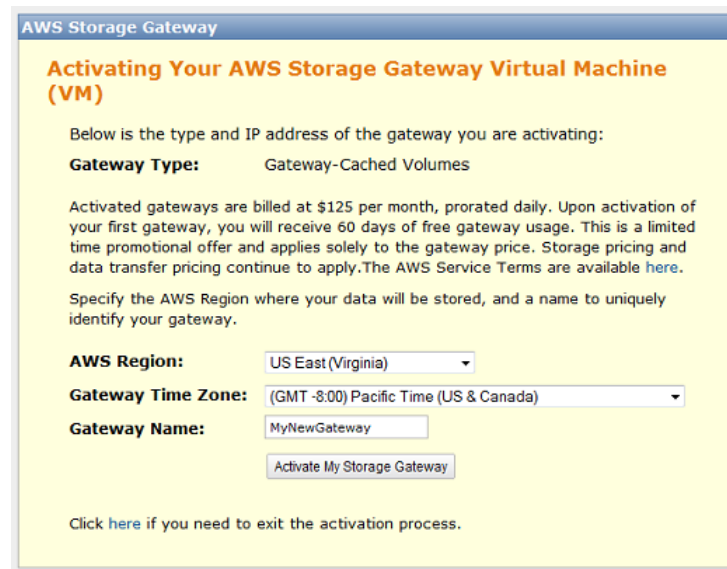 AWS Storage Gateway
Activating Your AWS Storage Gateway Virtual Machine
(VM)
Below is the type and IP address of the gateway you are activating:
Gateway Type: Gateway-Cached Volumes
Activated gateways are billed at $125 per month, prorated daily. Upon activation of
your first gateway, you will receive 60 days of free gateway usage. This is a limited
time promotional offer and applies solely to the gateway price. Storage pricing and
data transfer pricing continue to apply.The AWS Service Terms are available here.
Specify the AWS Region where your data will be stored, and a name to uniquely
identify your gateway.
AWS Region: US East (Virginia)
Gateway Time Zone: (GMT -8:00) Pacific Time (US & Canada)
Gateway Name: MyNewGateway
Activate My Storage Gateway
Click here if you need to exit the activation process.